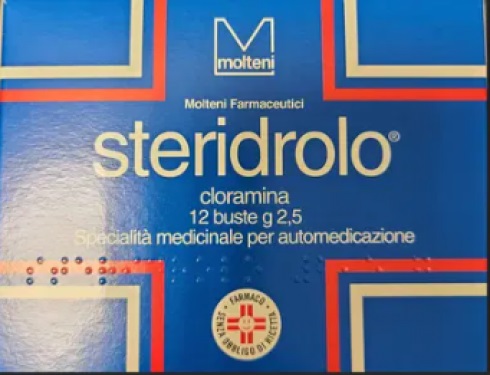 molteni
Molteni Farmaceutici
steridrolo®
cloramina
12 buste g 2,5
Specialità medicinale per automedicazione
FARMACO
SENZA OBBLIGO DI RICETTA